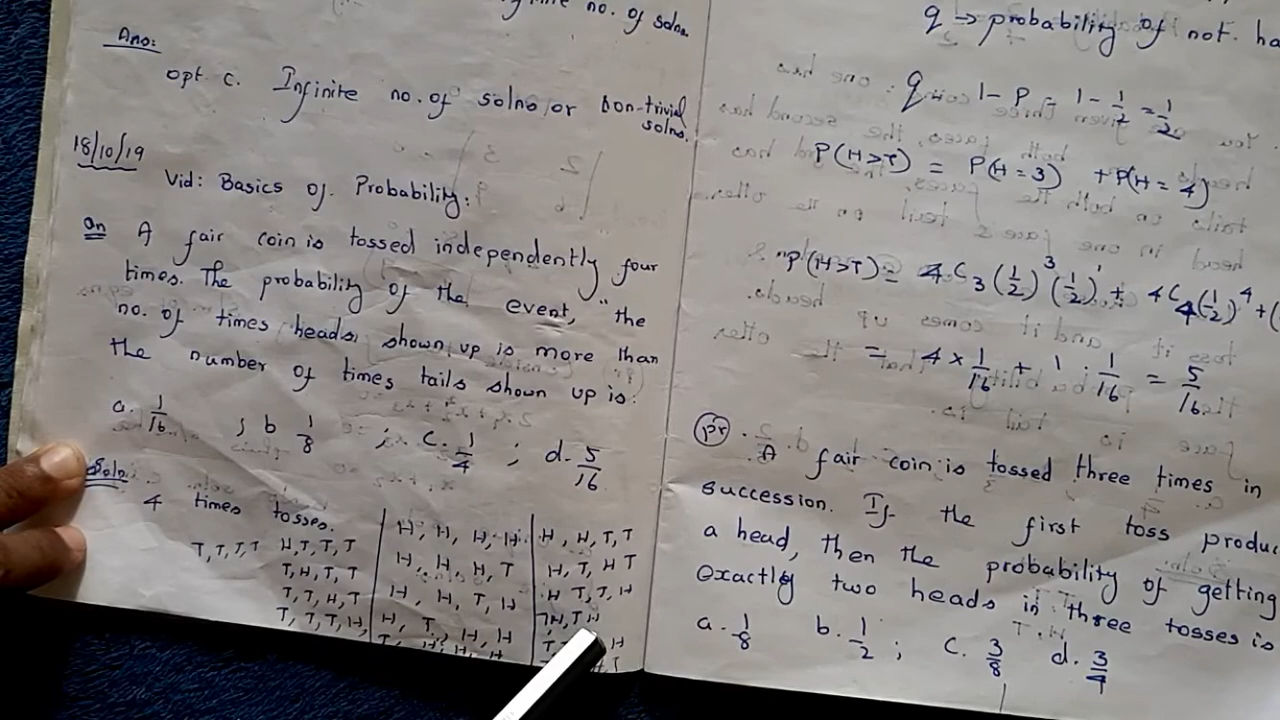 no. of solns.
Ans:
opt c. Infinite no. of solns or non-trivial
solns.
18/10/19
Vid: Basics of Probability:
Qn A fair coin is tossed independently four
times. The probability of the event, "the
no. of times heads shown up is more than
the number of times tails shown up is:
a. 1/16 ; b 1/8 ; c. 1/4 ; d. 5/16
Soln:
4 times tosses.
T,T,T,T H,T,T,T
T,H,T,T
T,T,H,T
T,T,T,H,
H, H, H, H
H, H, H, T
H, H, T, H
H, T, H, H
H, H, T, T
H, T, H T
H T, T, H
q → probability of not ha
q = 1 - P = 1 - 1/2 = 1/2
P(H>T) = P(H=3) + P(H=4)
P(H>T) = 4C3 (1/2)^3 (1/2)^1 + 4C4 (1/2)^4 + (
= 4 x 1/16 + 1 . 1/16 = 5/16
Pr. A fair coin is tossed three times in
succession. If the first toss produc
a head, then the probability of getting
exactly two heads in three tosses is
a. 1/8 b. 1/2 ; c. 3/8 d. 3/4